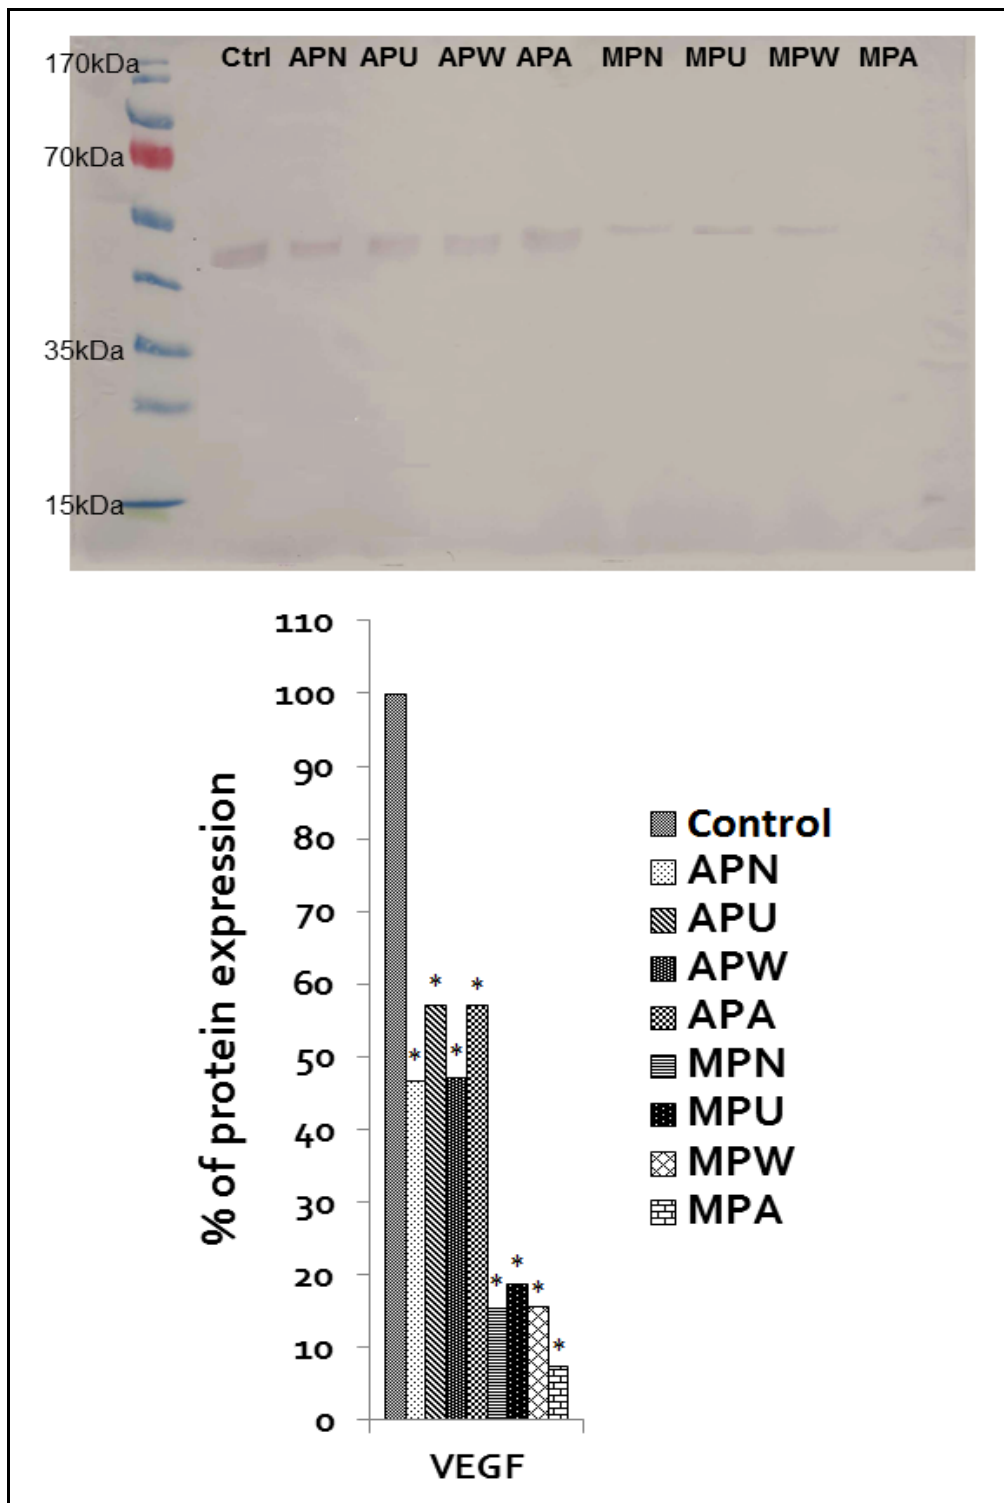 170kDa
Ctrl APN APU APW APA MPN MPU MPW MPA
70kDa
35kDa
15kDa
110
100
90
80
70
60
50
40
30
20
10
0
% of protein expression
* * * * * * * *
VEGF
Control
APN
APU
APW
APA
MPN
MPU
MPW
MPA